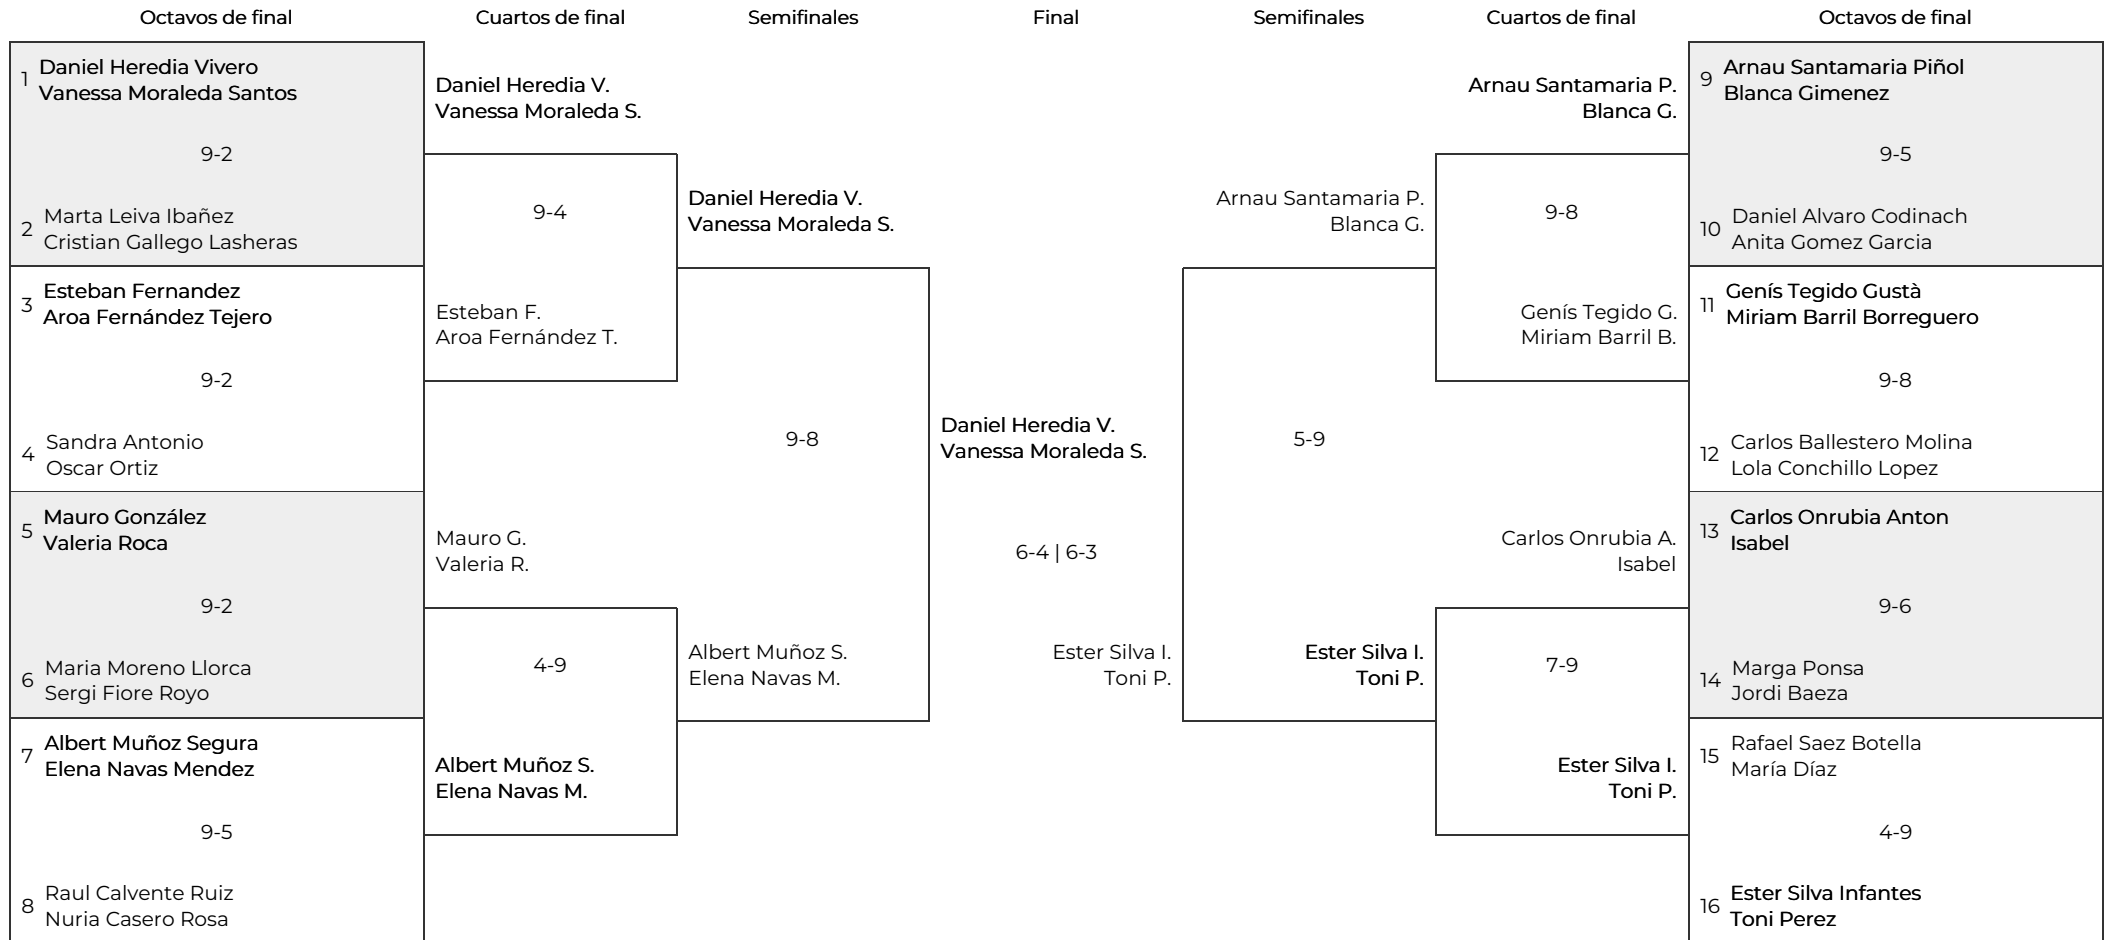 Octavos de final
Cuartos de final
Semifinales
Final
Semifinales
Cuartos de final
Octavos de final
1
Daniel Heredia Vivero
Vanessa Moraleda Santos
9-2
2
Marta Leiva Ibañez
Cristian Gallego Lasheras
3
Esteban Fernandez
Aroa Fernández Tejero
9-2
4
Sandra Antonio
Oscar Ortiz
5
Mauro González
Valeria Roca
9-2
6
Maria Moreno Llorca
Sergi Fiore Royo
7
Albert Muñoz Segura
Elena Navas Mendez
9-5
8
Raul Calvente Ruiz
Nuria Casero Rosa
Daniel Heredia V.
Vanessa Moraleda S.
9-4
Esteban F.
Aroa Fernández T.
Mauro G.
Valeria R.
4-9
Albert Muñoz S.
Elena Navas M.
Daniel Heredia V.
Vanessa Moraleda S.
9-8
Albert Muñoz S.
Elena Navas M.
Daniel Heredia V.
Vanessa Moraleda S.
6-4 | 6-3
Ester Silva I.
Toni P.
Arnau Santamaria P.
Blanca G.
5-9
Ester Silva I.
Toni P.
Arnau Santamaria P.
Blanca G.
9-8
Genís Tegido G.
Miriam Barril B.
Carlos Onrubia A.
Isabel
7-9
Ester Silva I.
Toni P.
9
Arnau Santamaria Piñol
Blanca Gimenez
9-5
10
Daniel Alvaro Codinach
Anita Gomez Garcia
11
Genís Tegido Gustà
Miriam Barril Borreguero
9-8
12
Carlos Ballestero Molina
Lola Conchillo Lopez
13
Carlos Onrubia Anton
Isabel
9-6
14
Marga Ponsa
Jordi Baeza
15
Rafael Saez Botella
María Díaz
4-9
16
Ester Silva Infantes
Toni Perez